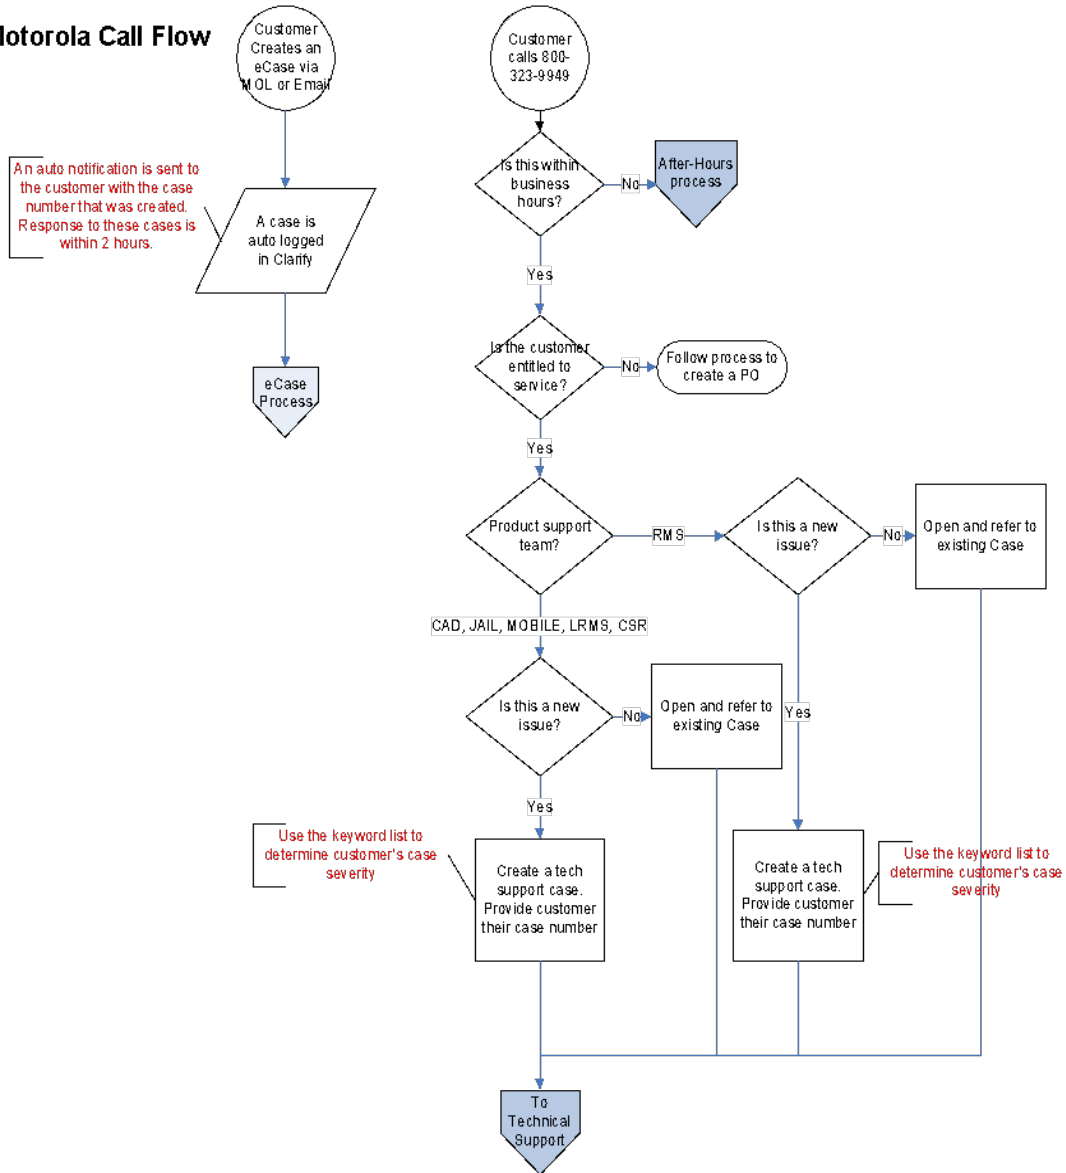 Motorola Call Flow
Customer
Creates an
eCase via
MOL or Email
Customer
calls 800-
323-9949
An auto notification is sent to
the customer with the case
number that was created.
Response to these cases is
within 2 hours.
A case is
auto logged
in Clarify
eCase
Process
Is this within
business
hours?
No
After-Hours
process
Yes
Is the customer
entitled to
service?
No
Follow process to
create a PO
Yes
Product support
team?
RMS
Is this a new
issue?
No
Open and refer to
existing Case
CAD, JAIL, MOBILE, LRMS, CSR
Is this a new
issue?
No
Open and refer to
existing Case
Yes
Yes
Use the keyword list to
determine customer's case
severity
Create a tech
support case.
Provide customer
their case number
Create a tech
support case.
Provide customer
their case number
Use the keyword list to
determine customer's case
severity
To
Technical
Support